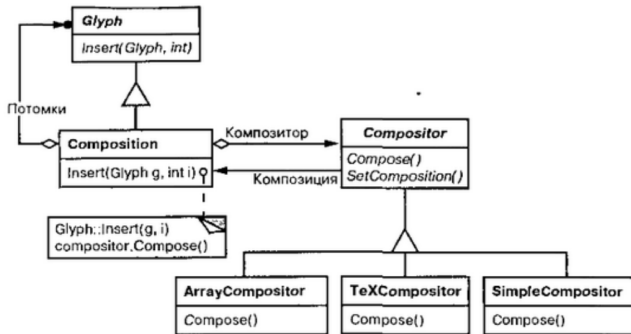 Glyph
Insert(Glyph, int)
Потомки
Composition
Insert(Glyph g, int i)
Композитор
Compositor
Compose()
SetComposition()
Композиция
Glyph::Insert(g, i)
compositor.Compose()
ArrayCompositor
Compose()
TeXCompositor
Compose()
SimpleCompositor
Compose()